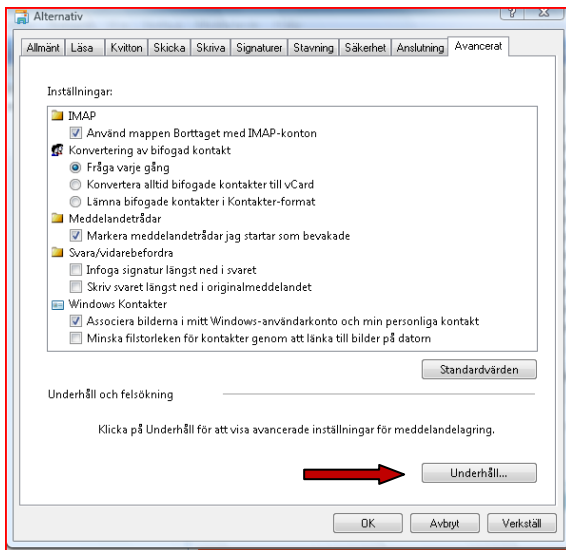 Alternativ
Allmänt Läsa Kvitton Skicka Skriva Signaturer Stavning Säkerhet Anslutning Avancerat
Inställningar:
IMAP
Använd mappen Borttaget med IMAP-konton
Konvertering av bifogad kontakt
Fråga varje gång
Konvertera alltid bifogade kontakter till vCard
Lämna bifogade kontakter i Kontakter-format
Meddelandetrådar
Markera meddelandetrådar jag startar som bevakade
Svara/vidarebefordra
Infoga signatur längst ned i svaret
Skriv svaret längst ned i originalmeddelandet
Windows Kontakter
Associera bilderna i mitt Windows-användarkonto och min personliga kontakt
Minska filstorleken för kontakter genom att länka till bilder på datorn
Standardvärden
Underhåll och felsökning
Klicka på Underhåll för att visa avancerade inställningar för meddelandelagring.
Underhåll...
OK Avbryt Verkställ